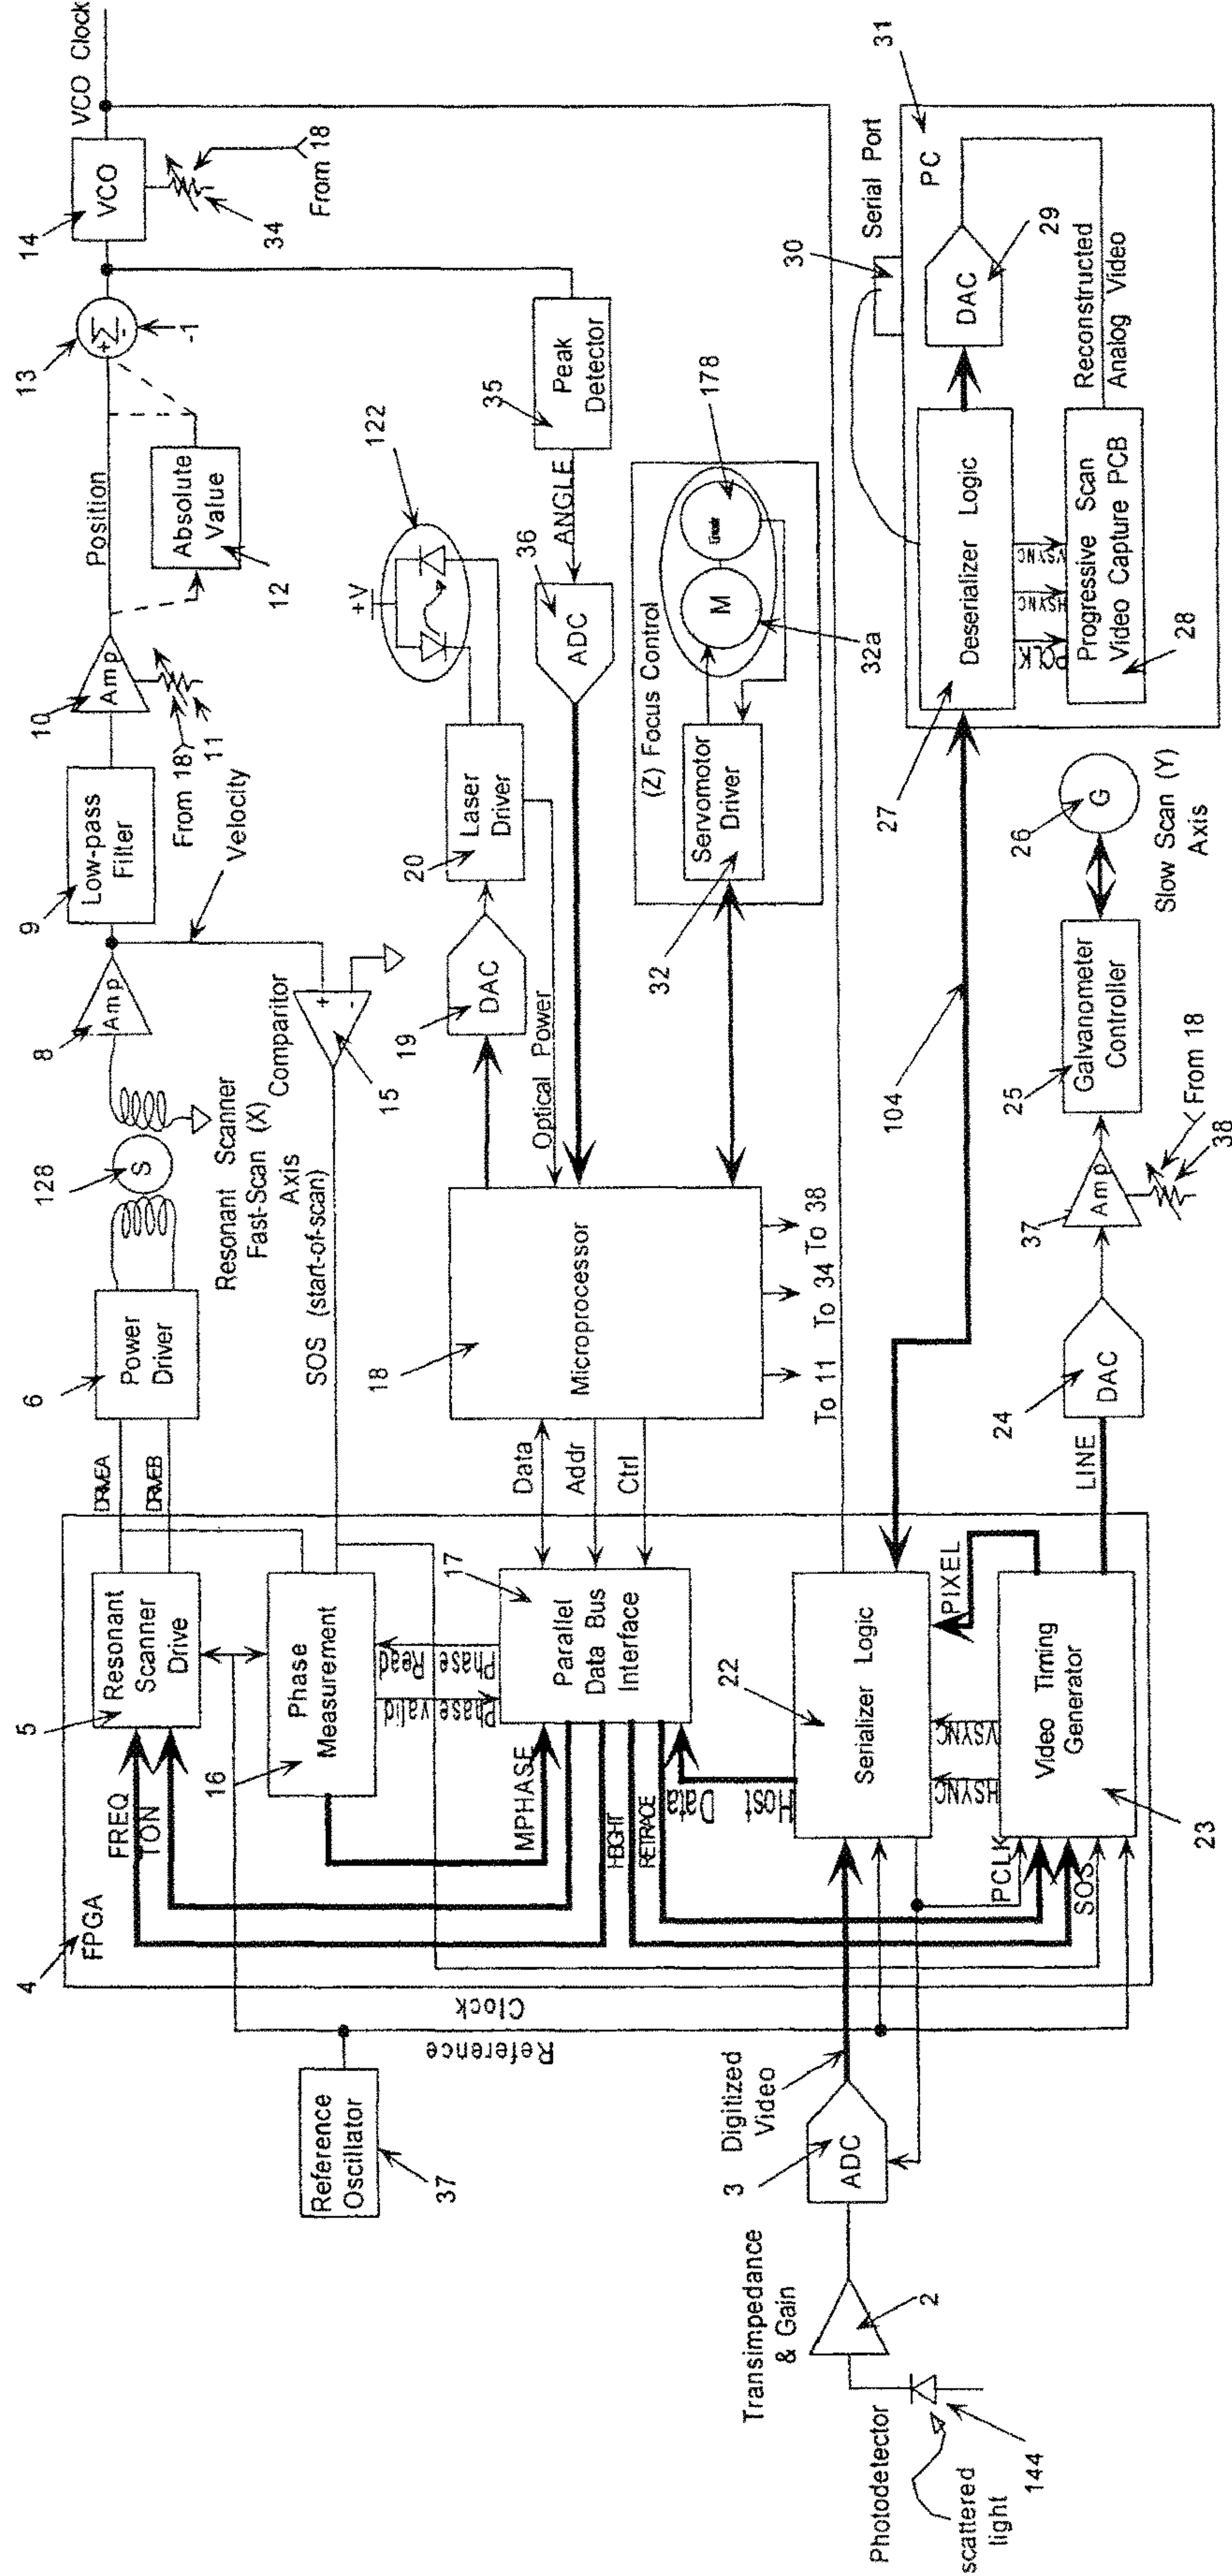 4
FPGA
5
Resonant
Scanner
Drive
FREQ
TON
DRIVEA
DRIVEB
6
Power
Driver
128
S
Resonant Scanner
Fast-Scan (X)
Axis
8
Amp
9
Low-pass
Filter
Velocity
10
Amp
From 18
11
Position
Absolute
Value
12
13
+
Σ
-
-1
14
VCO
34
From 18
VCO Clock
Reference
Clock
Reference
Oscillator
37
16
Phase
Measurement
SOS (start-of-scan)
Comparitor
15
+
-
MPHASE
Phase valid
Phase Read
17
Parallel
Data Bus
Interface
HEIGHT
RETRACE
Host
Data
Data
Addr
Ctrl
18
Microprocessor
To 11
To 34
To 38
19
DAC
Optical Power
20
Laser
Driver
+V
122
35
Peak
Detector
ANGLE
36
ADC
(Z) Focus Control
Servomotor
Driver
32
M
32a
178
Transimpedance
& Gain
2
Photodetector
scattered
light
144
3
ADC
Digitized
Video
22
Serializer Logic
HSYNC
VSYNC
PIXEL
PCLK
SOS
Video Timing
Generator
23
LINE
24
DAC
37
Amp
From 18
38
25
Galvanometer
Controller
26
G
Slow Scan (Y)
Axis
104
27
Deserializer Logic
PCLK
HSYNC
VSYNC
Progressive Scan
Video Capture PCB
28
DAC
29
Reconstructed
Analog Video
30
Serial Port
PC
31